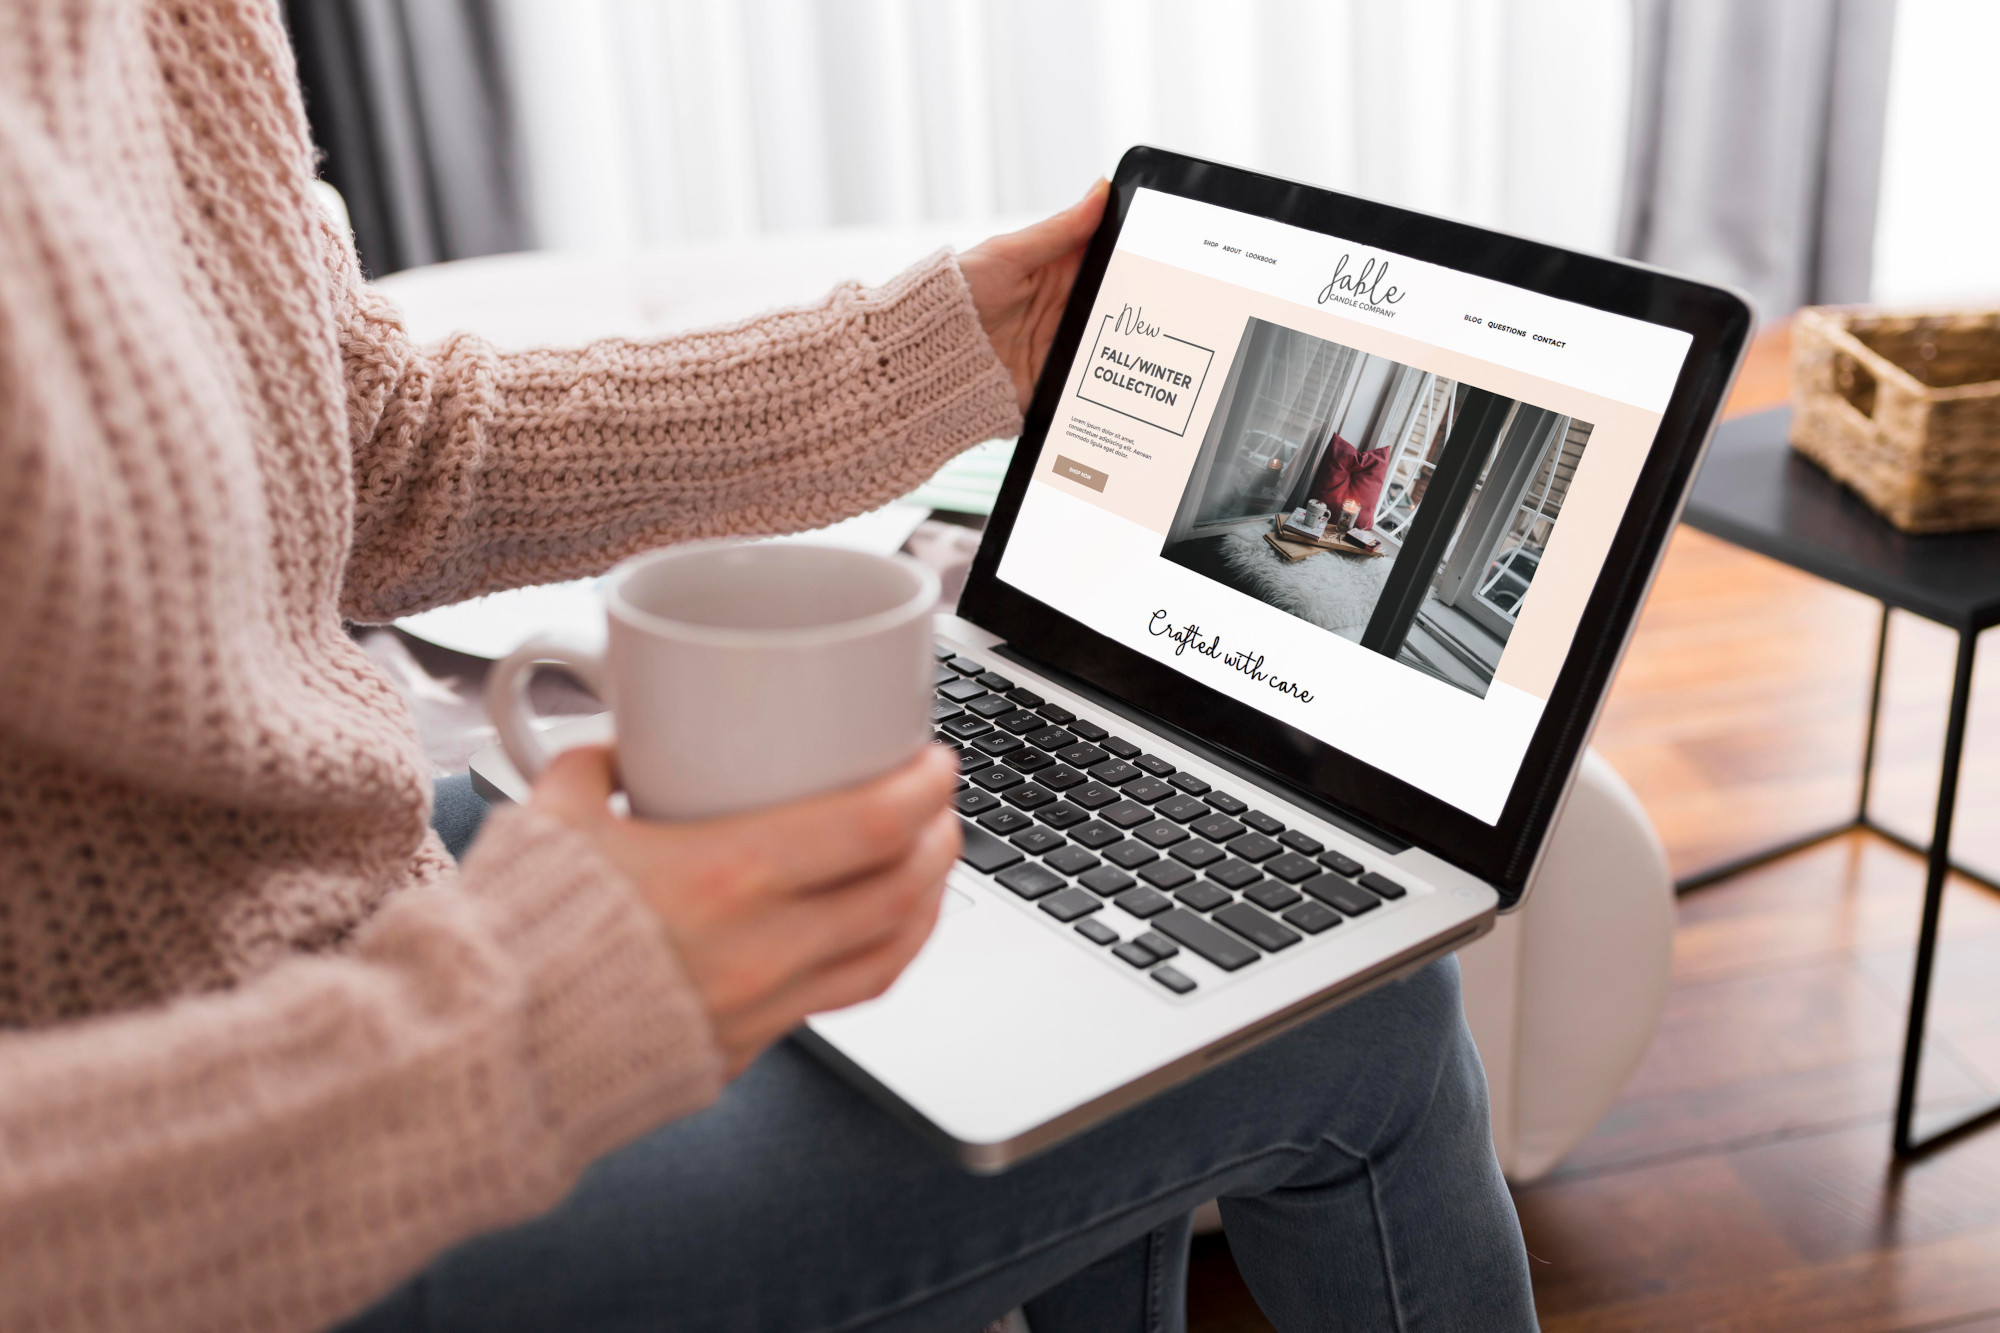 SHOP ABOUT LOOKBOOK
fable
CANDLE COMPANY
BLOG QUESTIONS CONTACT
New
FALL/WINTER
COLLECTION
Lorem ipsum dolor sit amet,
consectetuer adipiscing elit. Aenean
commodo ligula eget dolor.
SHOP NOW
Crafted with care